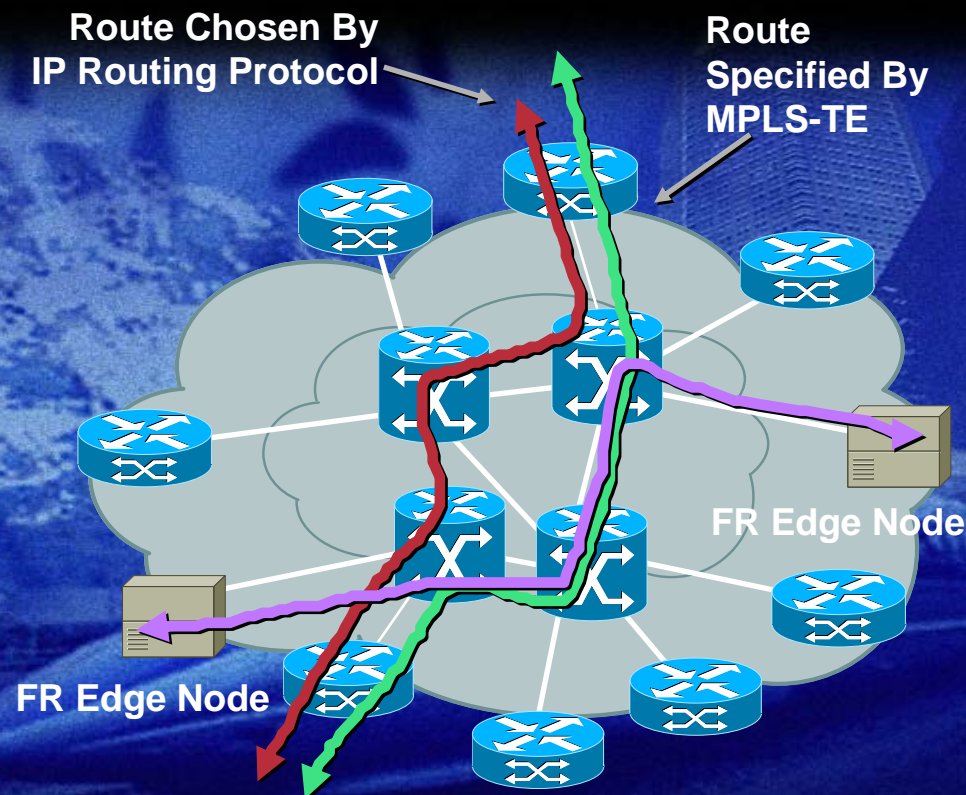 Route Chosen By
IP Routing Protocol
Route
Specified By
MPLS-TE
FR Edge Node
FR Edge Node